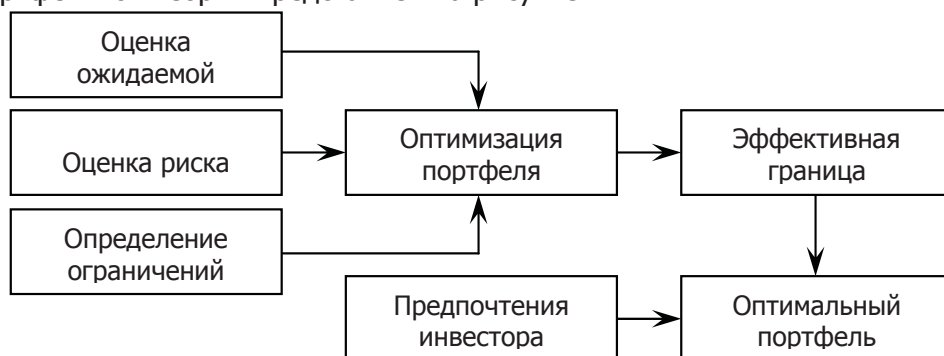 Оценка
ожидаемой
Оценка риска
Определение
ограничений
Оптимизация
портфеля
Эффективная
граница
Предпочтения
инвестора
Оптимальный
портфель